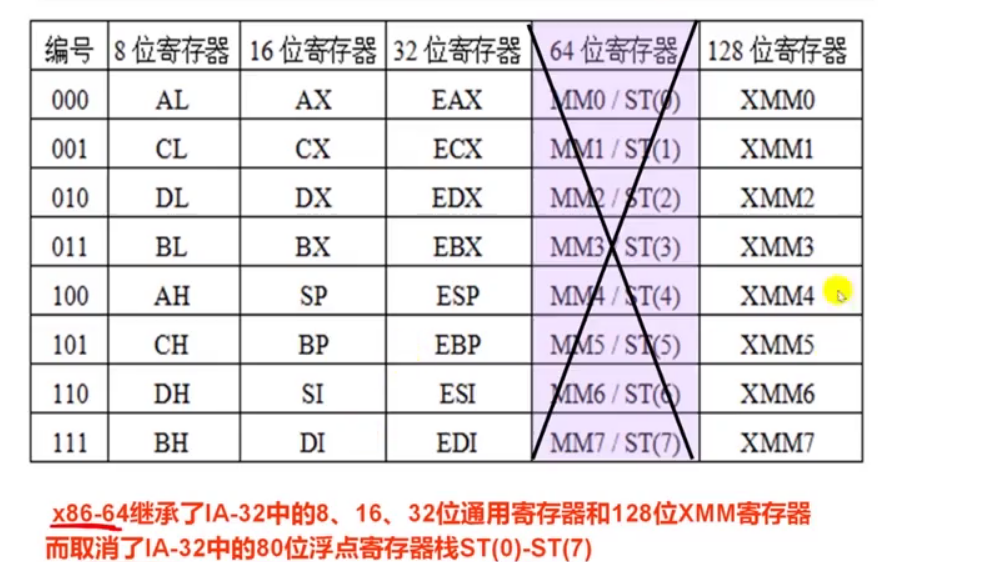 编号 8 位寄存器 16 位寄存器 32 位寄存器 64 位寄存器 128 位寄存器
000 AL AX EAX MM0 / ST(0) XMM0
001 CL CX ECX MM1 / ST(1) XMM1
010 DL DX EDX MM2 / ST(2) XMM2
011 BL BX EBX MM3 / ST(3) XMM3
100 AH SP ESP MM4 / ST(4) XMM4
101 CH BP EBP MM5 / ST(5) XMM5
110 DH SI ESI MM6 / ST(6) XMM6
111 BH DI EDI MM7 / ST(7) XMM7
x86-64继承了IA-32中的8、16、32位通用寄存器和128位XMM寄存器
而取消了IA-32中的80位浮点寄存器栈ST(0)-ST(7)